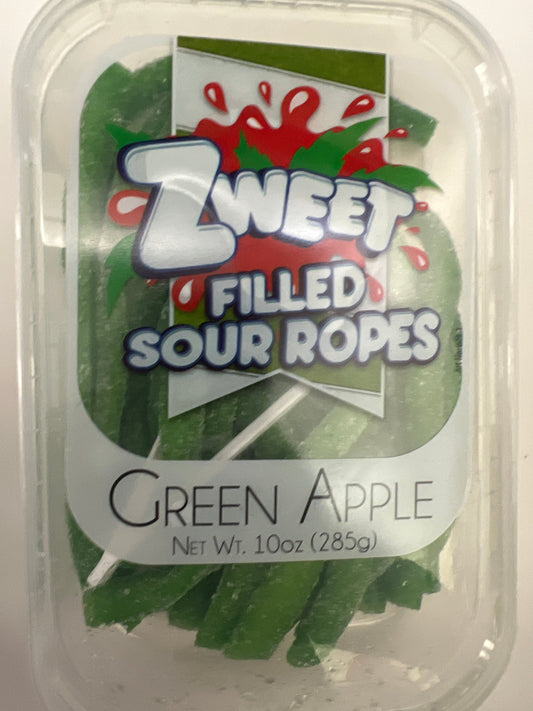 ZWEET
FILLED
SOUR ROPES
GREEN APPLE
NET WT. 10OZ (285g)